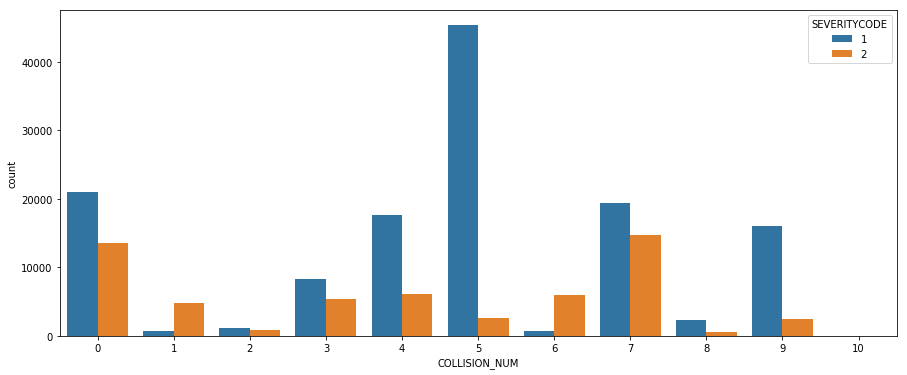 SEVERITYCODE
1
2
40000
30000
20000
10000
0
count
0 1 2 3 4 5 6 7 8 9 10
COLLISION_NUM